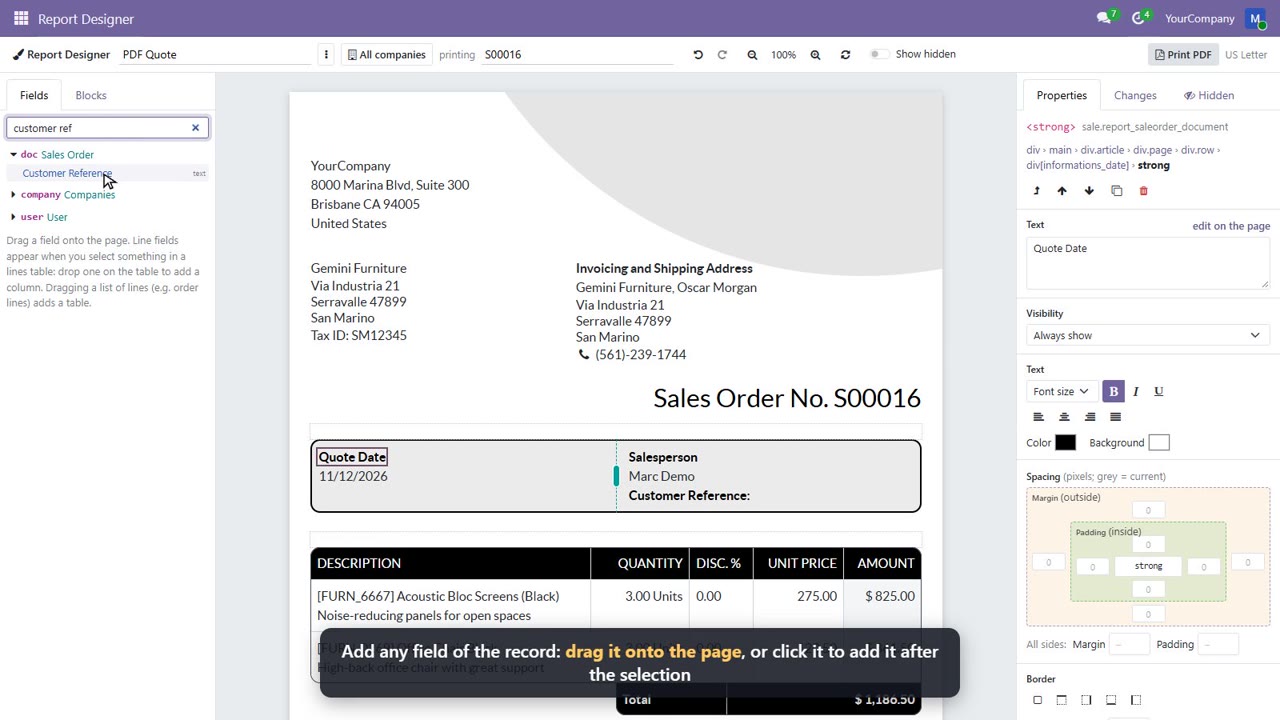 Report Designer
7
4
YourCompany
M
Report Designer
PDF Quote
All companies
printing
S00016
100%
Show hidden
Print PDF
US Letter
Fields
Blocks
customer ref
doc Sales Order
Customer Reference
text
company Companies
user User
Drag a field onto the page. Line fields
appear when you select something in a
lines table: drop one on the table to add a
column. Dragging a list of lines (e.g. order
lines) adds a table.
YourCompany
8000 Marina Blvd, Suite 300
Brisbane CA 94005
United States
Gemini Furniture
Via Industria 21
Serravalle 47899
San Marino
Tax ID: SM12345
Invoicing and Shipping Address
Gemini Furniture, Oscar Morgan
Via Industria 21
Serravalle 47899
San Marino
(561)-239-1744
Sales Order No. S00016
Quote Date
11/12/2026
Salesperson
Marc Demo
Customer Reference:
DESCRIPTION
QUANTITY
DISC. %
UNIT PRICE
AMOUNT
[FURN_6667] Acoustic Bloc Screens (Black)
3.00 Units
0.00
275.00
$ 825.00
Noise-reducing panels for open spaces
High-back office chair with great support
Add any field of the record: drag it onto the page, or click it to add it after
the selection
Total
$ 1,186.50
Properties
Changes
Hidden
<strong> sale.report_saleorder_document
div › main › div.article › div.page › div.row ›
div[informations_date] › strong
Text
edit on the page
Quote Date
Visibility
Always show
Text
Font size
B
I
U
Color
Background
Spacing (pixels; grey = current)
Margin (outside)
0
Padding (inside)
0
0
0
strong
0
0
0
0
All sides: Margin
–
Padding
–
Border